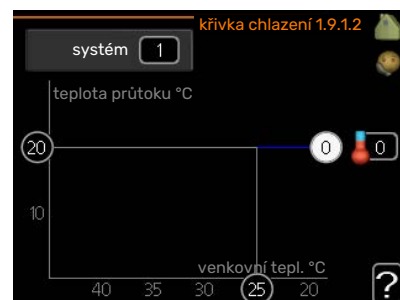 křivka chlazení 1.9.1.2
systém 1
teplota průtoku °C
20
0
0
10
venkovní tepl. °C
40 35 30 25 20
?